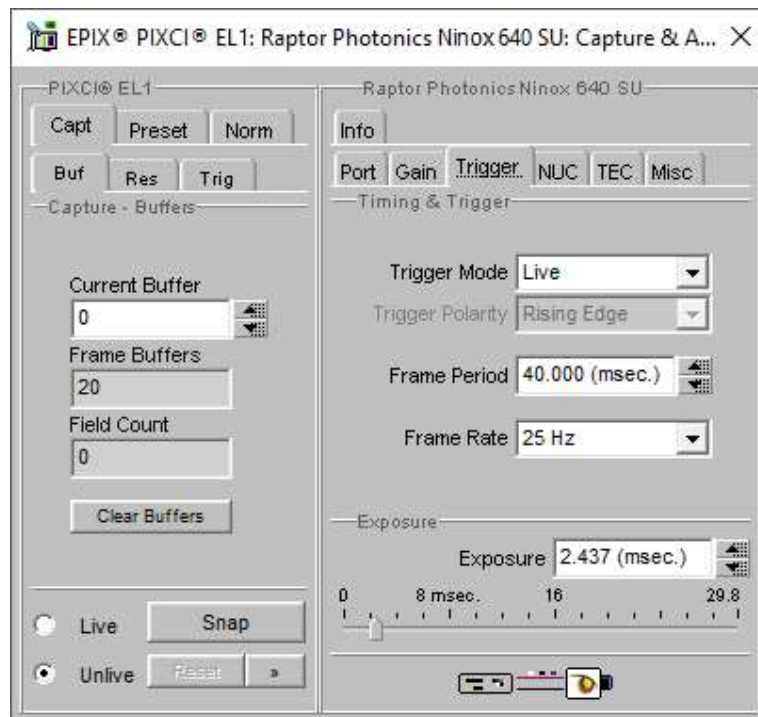 EPIX® PIXCI® EL1: Raptor Photonics Ninox 640 SU: Capture & A...
PIXCI® EL1
Capt Preset Norm
Buf Res Trig
Capture - Buffers
Current Buffer
0
Frame Buffers
20
Field Count
0
Clear Buffers
Live Snap
Unlive Reset »
Raptor Photonics Ninox 640 SU
Info
Port Gain Trigger NUC TEC Misc
Timing & Trigger
Trigger Mode Live
Trigger Polarity Rising Edge
Frame Period 40.000 (msec.)
Frame Rate 25 Hz
Exposure
Exposure 2.437 (msec.)
0 8 msec. 16 29.8